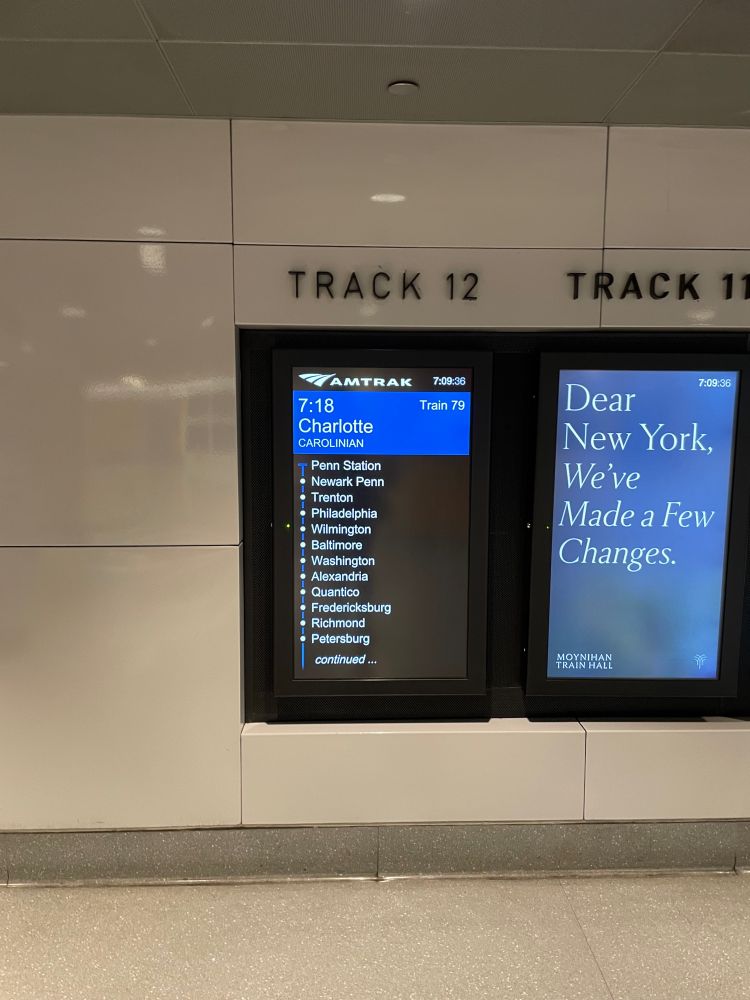 TRACK 12
AMTRAK 7:09:36
7:18 Train 79
Charlotte
CAROLINIAN
Penn Station
Newark Penn
Trenton
Philadelphia
Wilmington
Baltimore
Washington
Alexandria
Quantico
Fredericksburg
Richmond
Petersburg
continued ...
TRACK 11
7:09:36
Dear
New York,
We've
Made a Few
Changes.
MOYNIHAN
TRAIN HALL